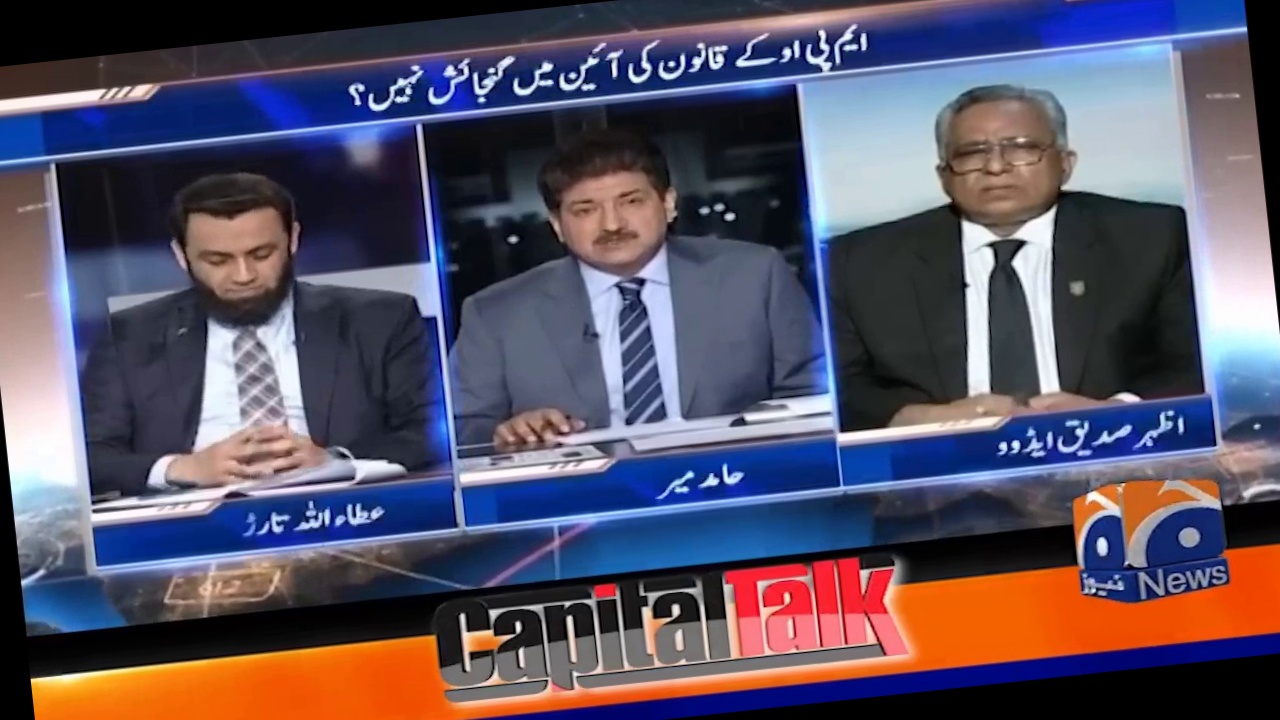 ایم پی او کے قانون کی آئین میں گنجائش نہیں؟
اظہر صدیق ایڈوو
حامد میر
عطاء اللہ تارڑ
نیوز News
Capital Talk